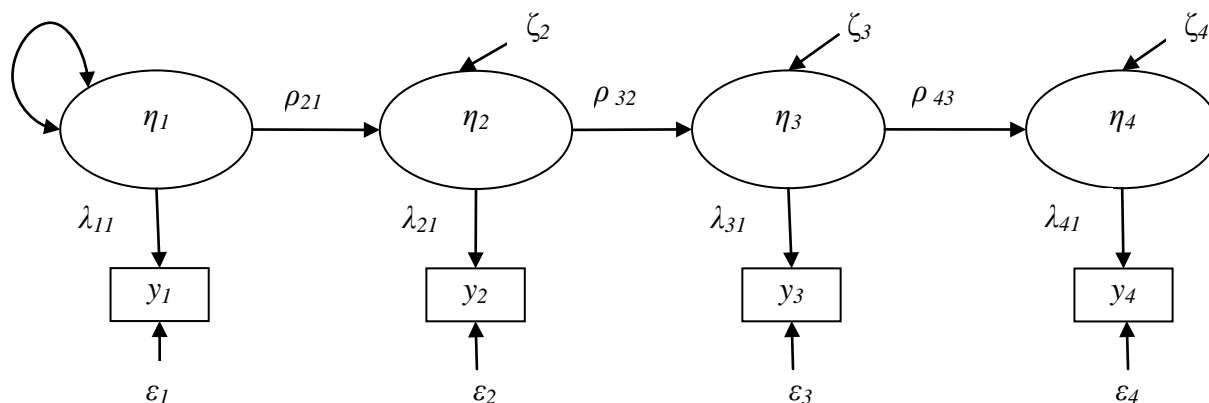 ζ2 ζ3 ζ4
ρ21 ρ 32 ρ 43
η1 η2 η3 η4
λ11 λ21 λ31 λ41
y1 y2 y3 y4
ε1 ε2 ε3 ε4